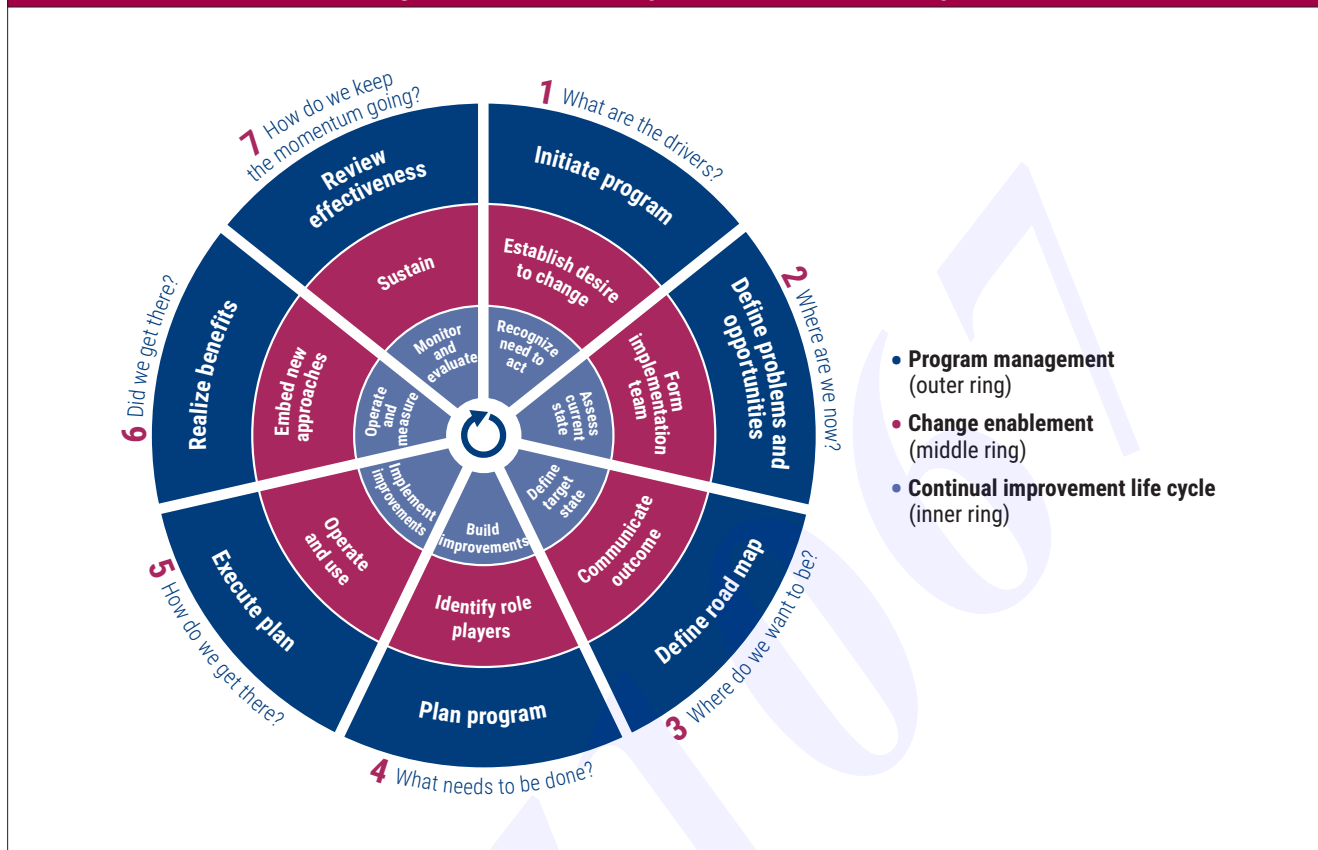 1 What are the drivers?
Initiate program
Establish desire
to change
Recognize
need to
act
2 Where are we now?
Define problems and
opportunities
Form
implementation
team
Assess
current
state
3 Where do we want to be?
Define road map
Communicate
outcome
Define
target
state
4 What needs to be done?
Plan program
Identify role
players
Build
improvements
5 How do we get there?
Execute plan
Operate
and use
Implement
improvements
6 Did we get there?
Realize benefits
Embed new
approaches
Operate
and
measure
7 How do we keep
the momentum going?
Review
effectiveness
Sustain
Monitor
and
evaluate
• Program management
(outer ring)
• Change enablement
(middle ring)
• Continual improvement life cycle
(inner ring)